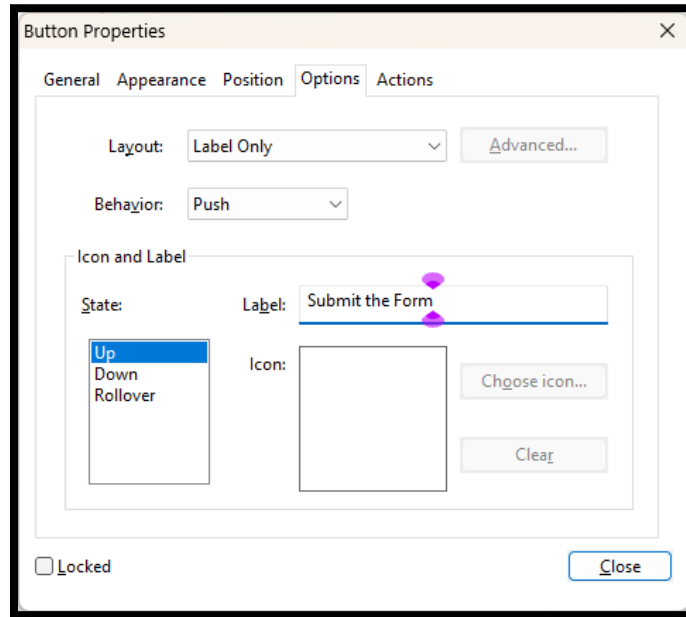 Button Properties
General Appearance Position Options Actions
Layout: Label Only Advanced...
Behavior: Push
Icon and Label
State: Label: Submit the Form
Up
Down
Rollover
Icon:
Choose icon...
Clear
Locked
Close